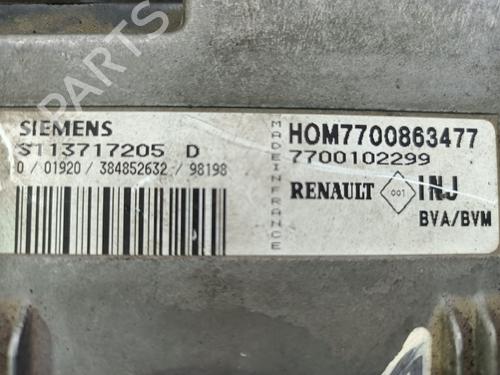 SIEMENS
S113717205 D
0 / 01920 / 384852632 / 98198
MADE IN FRANCE
HOM7700863477
7700102299
RENAULT 001 INJ
BVA/BVM
B-PARTS